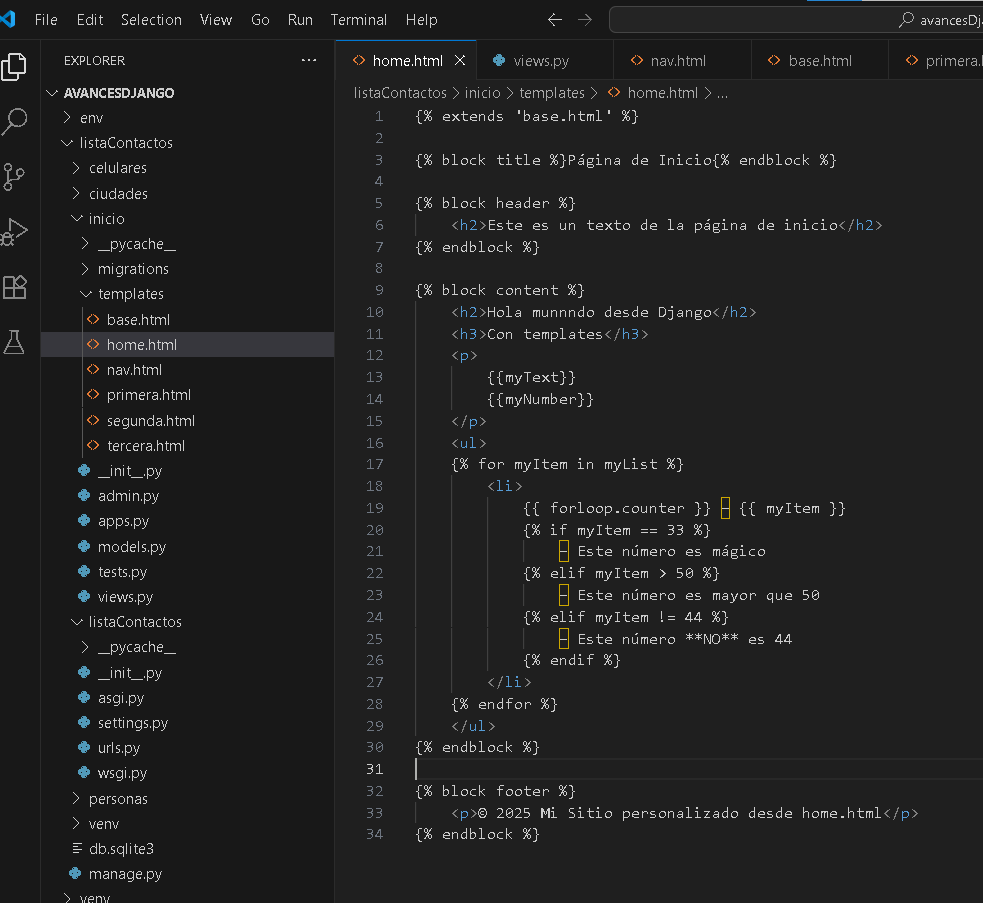 File Edit Selection View Go Run Terminal Help
avancesDj
EXPLORER
AVANCESDJANGO
env
listaContactos
celulares
ciudades
inicio
__pycache__
migrations
templates
base.html
home.html
nav.html
primera.html
segunda.html
tercera.html
__init__.py
admin.py
apps.py
models.py
tests.py
views.py
listaContactos
__pycache__
__init__.py
asgi.py
settings.py
urls.py
wsgi.py
personas
venv
db.sqlite3
manage.py
venv
home.html views.py nav.html base.html primera.
listaContactos > inicio > templates > home.html > ...
1 {% extends 'base.html' %}
2
3 {% block title %}Página de Inicio{% endblock %}
4
5 {% block header %}
6 <h2>Este es un texto de la página de inicio</h2>
7 {% endblock %}
8
9 {% block content %}
10 <h2>Hola munnndo desde Django</h2>
11 <h3>Con templates</h3>
12 <p>
13 {{myText}}
14 {{myNumber}}
15 </p>
16 <ul>
17 {% for myItem in myList %}
18 <li>
19 {{ forloop.counter }} – {{ myItem }}
20 {% if myItem == 33 %}
21 – Este número es mágico
22 {% elif myItem > 50 %}
23 – Este número es mayor que 50
24 {% elif myItem != 44 %}
25 – Este número **NO** es 44
26 {% endif %}
27 </li>
28 {% endfor %}
29 </ul>
30 {% endblock %}
31
32 {% block footer %}
33 <p>© 2025 Mi Sitio personalizado desde home.html</p>
34 {% endblock %}